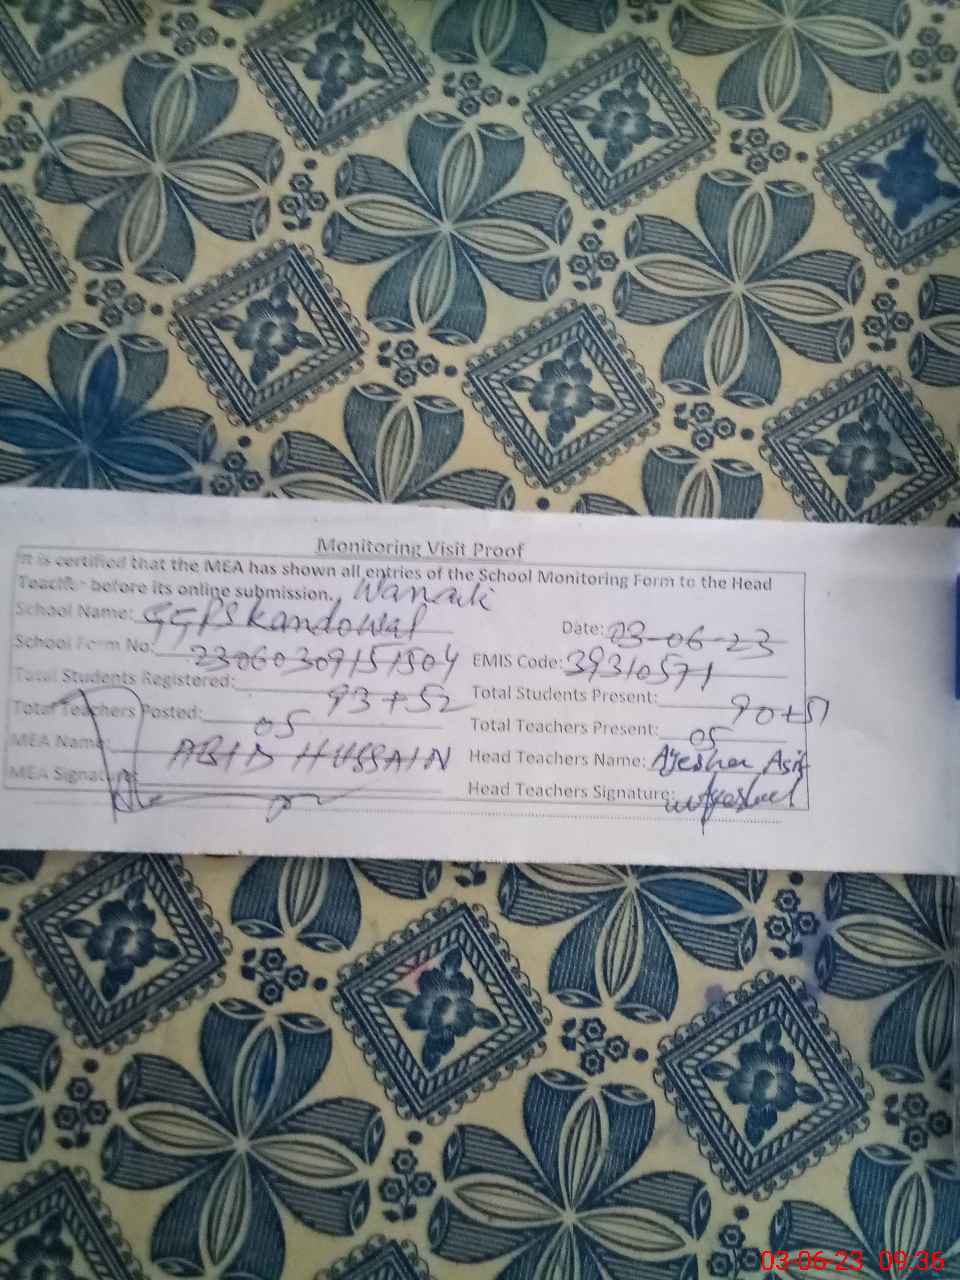 Monitoring Visit Proof
It is certified that the MEA has shown all entries of the School Monitoring Form to the Head
Teacher before its online submission.
School Name: GGPS Kandowal
Date: 03-06-23
School Form No: 23060309151504 EMIS Code: 39310571
Total Students Registered: 93+52 Total Students Present: 90+51
Total Teachers Posted: 05 Total Teachers Present: 05
MEA Name: ABID HUSSAIN Head Teachers Name: Ayesha Asif
MEA Signature: Head Teachers Signature:
03-06-23 09:36